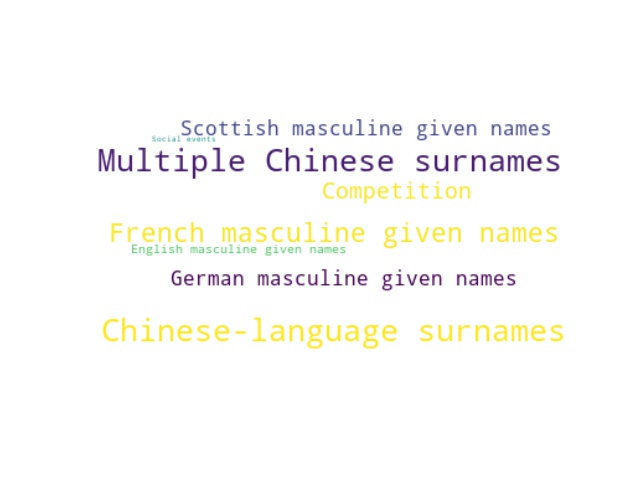 Scottish masculine given names
Social events
Multiple Chinese surnames
Competition
French masculine given names
English masculine given names
German masculine given names
Chinese-language surnames